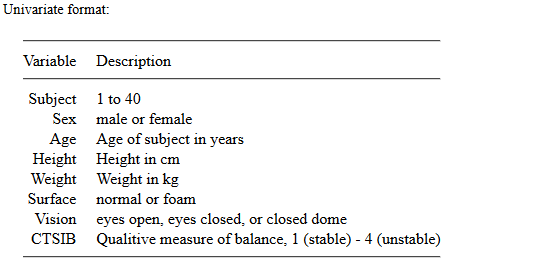 Univariate format:
Variable Description
Subject 1 to 40
Sex male or female
Age Age of subject in years
Height Height in cm
Weight Weight in kg
Surface normal or foam
Vision eyes open, eyes closed, or closed dome
CTSIB Qualitive measure of balance, 1 (stable) - 4 (unstable)